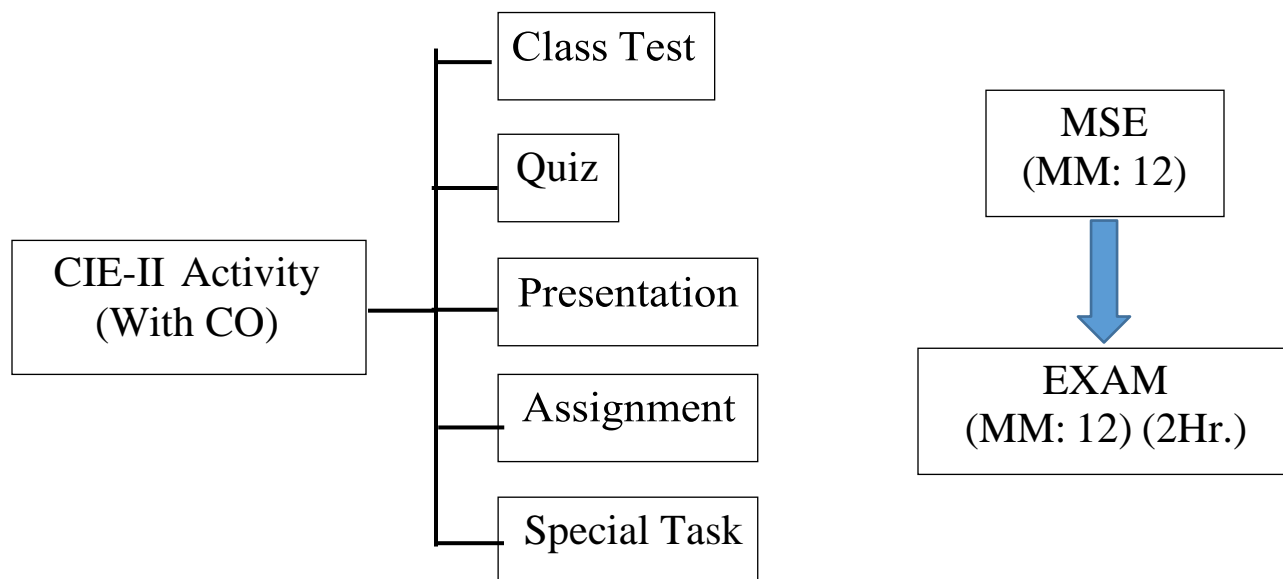 Class Test
Quiz
CIE-II Activity
(With CO)
Presentation
Assignment
Special Task
MSE
(MM: 12)
EXAM
(MM: 12) (2Hr.)